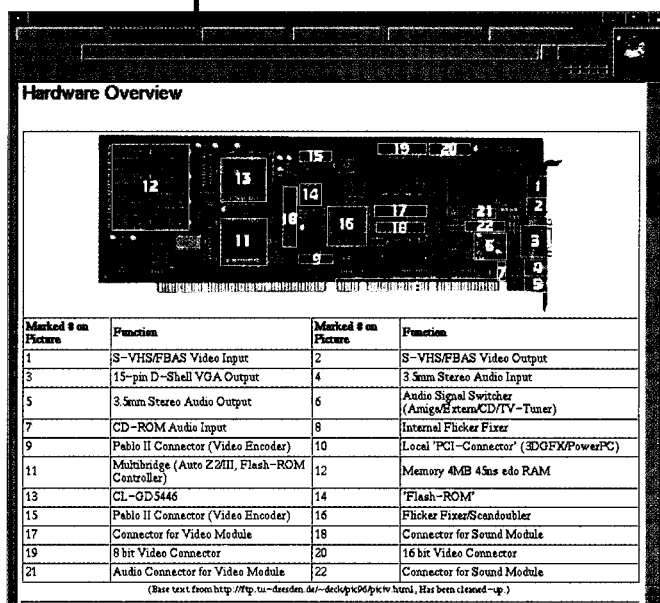 Hardware Overview
12
13
15
19
20
14
1
2
17
21
18
22
16
11
6
3
9
7
4
5
Marked # on Picture
Function
Marked # on Picture
Function
1 S-VHS/FBAS Video Input 2 S-VHS/FBAS Video Output
3 15-pin D-Shell VGA Output 4 3.5mm Stereo Audio Input
5 3.5mm Stereo Audio Output 6 Audio Signal Switcher
(Amiga/Extern/CD/TV-Tuner)
7 CD-ROM Audio Input 8 Internal Flicker Fixer
9 Pablo II Connector (Video Encoder) 10 Local 'PCI-Connector' (3DGFX/PowerPC)
11 Multibridge (Auto Z2/III, Flash-ROM
Controller) 12 Memory 4MB 45ns edo RAM
13 CL-GD5446 14 'Flash-ROM'
15 Pablo II Connector (Video Encoder) 16 Flicker Fixer/Scandoubler
17 Connector for Video Module 18 Connector for Sound Module
19 8 bit Video Connector 20 16 bit Video Connector
21 Audio Connector for Video Module 22 Connector for Sound Module
(Base text from http://ftp.tu-dresden.de/~deck/pic96/piciv.html, Has been cleaned-up.)